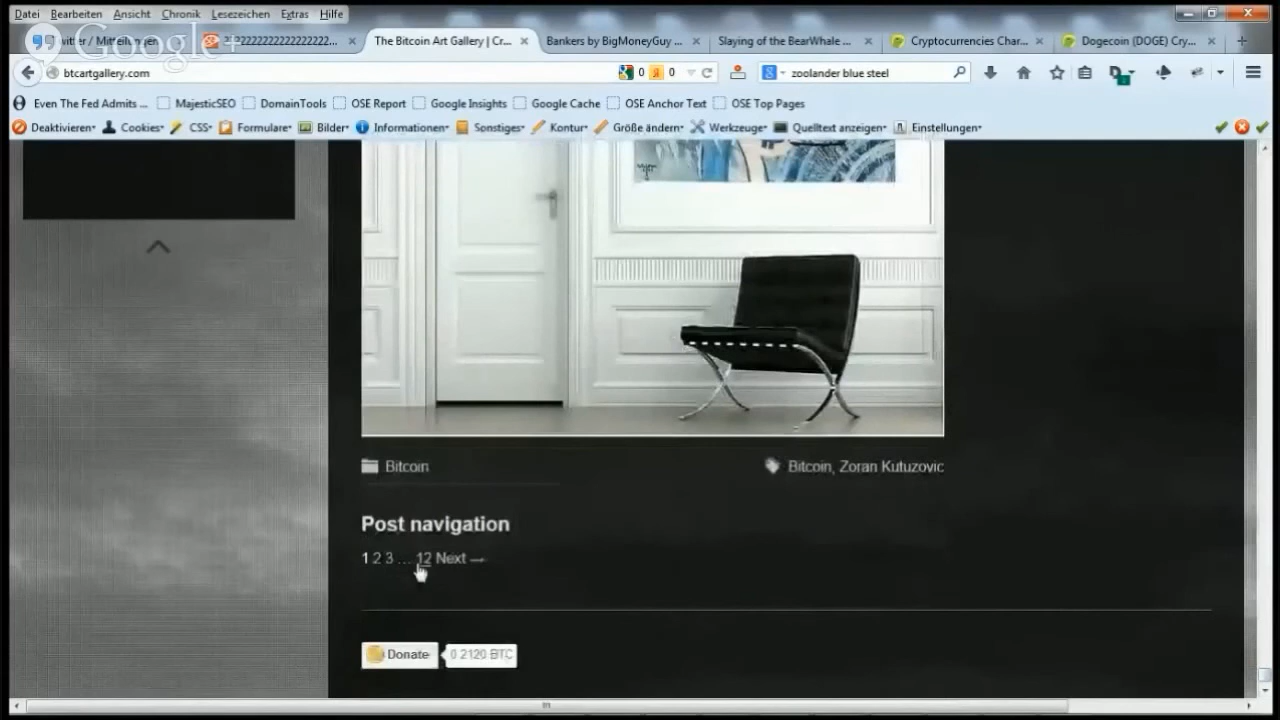 Datei Bearbeiten Ansicht Chronik Lesezeichen Extras Hilfe
Google+
The Bitcoin Art Gallery | Cr... Bankers by BigMoneyGuy ... Slaying of the BearWhale ... Cryptocurrencies Char... Dogecoin (DOGE) Cry...
btcartgallery.com 0 0 zoolander blue steel
Even The Fed Admits ... MajesticSEO DomainTools OSE Report Google Insights Google Cache OSE Anchor Text OSE Top Pages
Deaktivieren Cookies CSS Formulare Bilder Informationen Sonstiges Kontur Größe ändern Werkzeuge Quelltext anzeigen Einstellungen
Bitcoin Bitcoin, Zoran Kutuzovic
Post navigation
1 2 3 … 12 Next →
Donate 0.2120 BTC